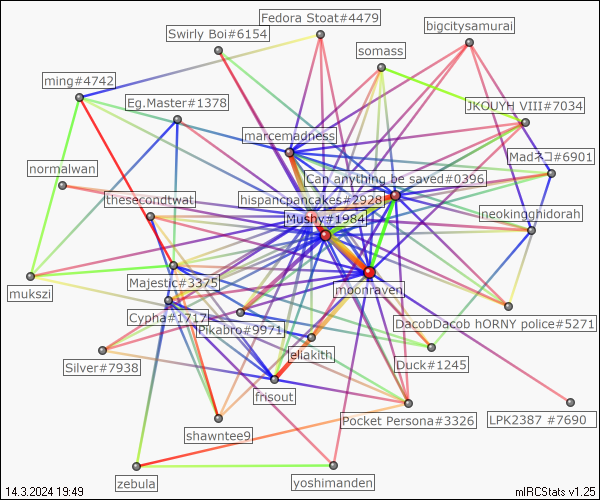 Fedora Stoat#4479
bigcitysamurai
Swirly Boi#6154
somass
ming#4742
Eg.Master#1378
JKOUYH VIII#7034
marcemadness
Madネコ#6901
normalwan
Can anything be saved#0396
thesecondtwat
hispancpancakes#2928
Mushy#1984
neokingghidorah
mukszi
Majestic#3375
moonraven
Cypha#1717
Pikabro#9971
DacobDacob hORNY police#5271
eliakith
Silver#7938
Duck#1245
frisout
shawntee9
Pocket Persona#3326
LPK2387 #7690
zebula
yoshimanden
14.3.2024 19:49
mIRCStats v1.25